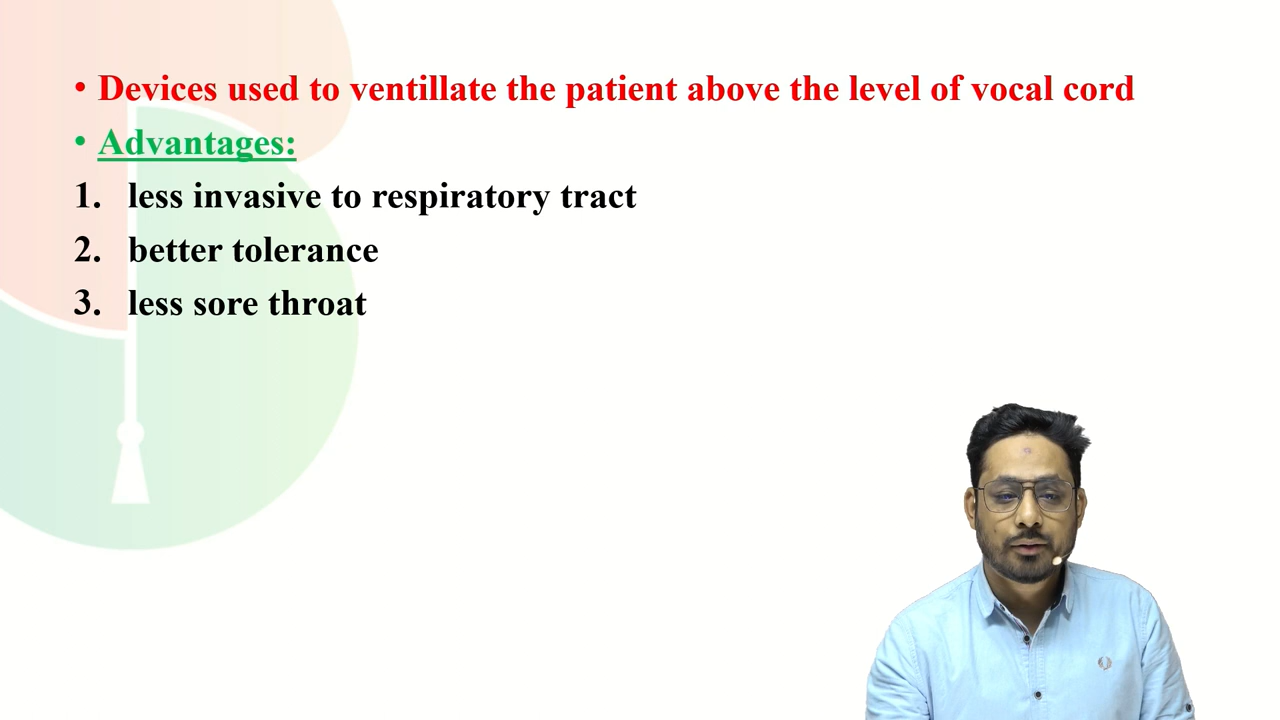 • Devices used to ventillate the patient above the level of vocal cord
• Advantages:
1. less invasive to respiratory tract
2. better tolerance
3. less sore throat